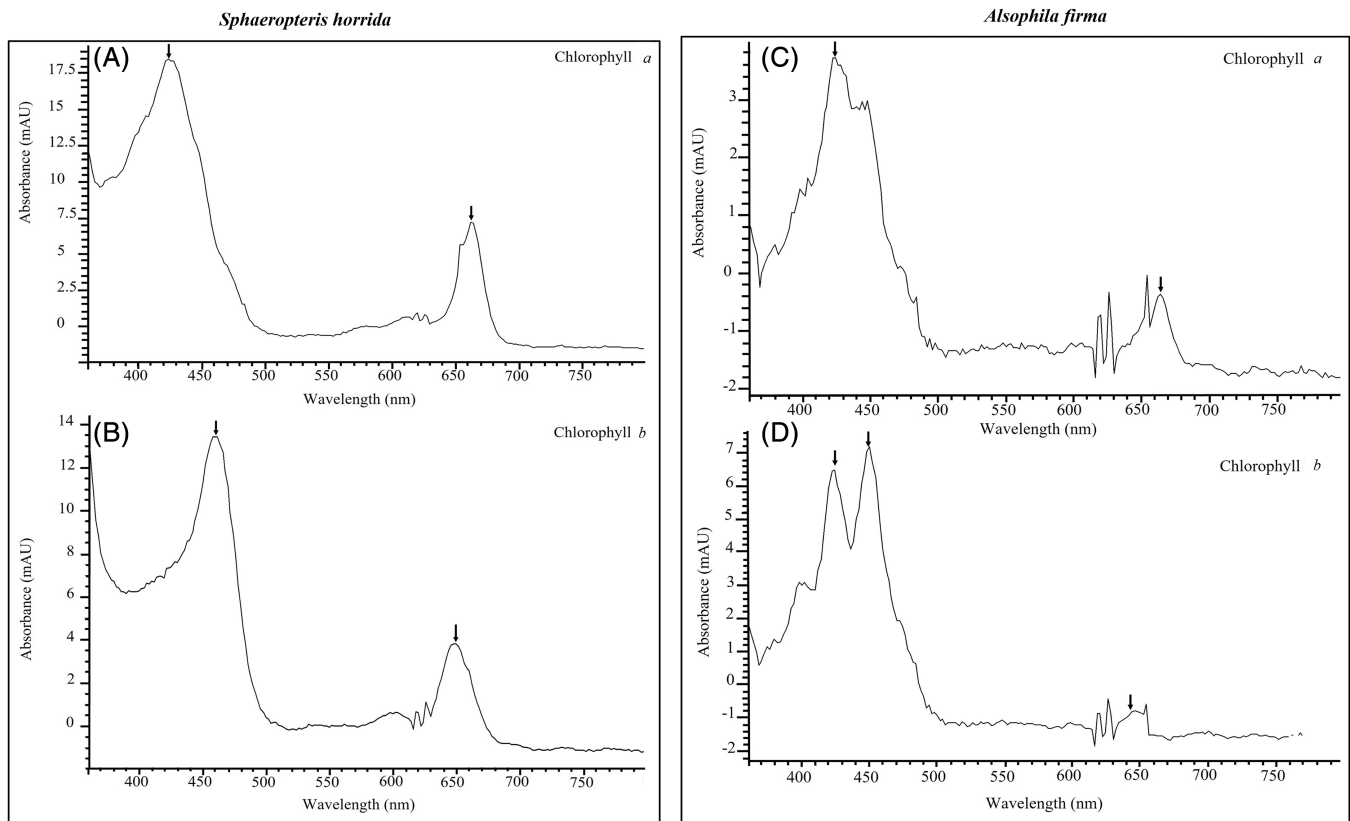 Sphaeropteris horrida
Alsophila firma
(A)
Chlorophyll a
17.5
15
12.5
10
7.5
5
2.5
0
Absorbance (mAU)
400 450 500 550 600 650 700 750
Wavelength (nm)
(B)
Chlorophyll b
14
12
10
8
6
4
2
0
Absorbance (mAU)
400 450 500 550 600 650 700 750
Wavelength (nm)
(C)
Chlorophyll a
3
2
1
0
-1
-2
Absorbance (mAU)
400 450 500 550 600 650 700 750
Wavelength (nm)
(D)
Chlorophyll b
7
6
5
4
3
2
1
0
-1
-2
Absorbance (mAU)
400 450 500 550 600 650 700 750
Wavelength (nm)